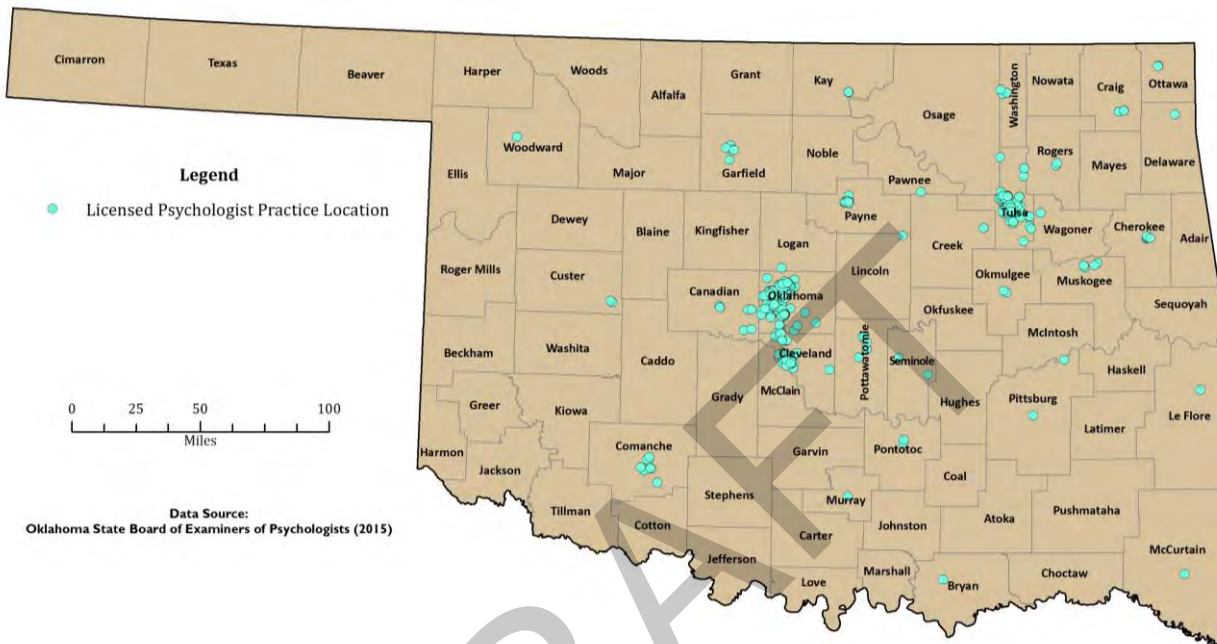 Cimarron
Texas
Beaver
Harper
Woods
Alfalfa
Grant
Kay
Osage
Washington
Nowata
Craig
Ottawa
Woodward
Ellis
Major
Garfield
Noble
Pawnee
Rogers
Mayes
Delaware
Legend
Licensed Psychologist Practice Location
Dewey
Blaine
Kingfisher
Logan
Payne
Creek
Tulsa
Wagoner
Cherokee
Adair
Roger Mills
Custer
Canadian
Oklahoma
Lincoln
Okmulgee
Muskogee
Okfuskee
Sequoyah
McIntosh
Beckham
Washita
Caddo
Cleveland
Pottawatomie
Seminole
Haskell
Grady
McClain
Hughes
Pittsburg
Le Flore
Latimer
0 25 50 100
Miles
Greer
Kiowa
Harmon
Jackson
Comanche
Garvin
Pontotoc
Coal
Stephens
Murray
Tillman
Cotton
Johnston
Atoka
Pushmataha
Carter
McCurtain
Jefferson
Love
Marshall
Bryan
Choctaw
Data Source:
Oklahoma State Board of Examiners of Psychologists (2015)
DRAFT